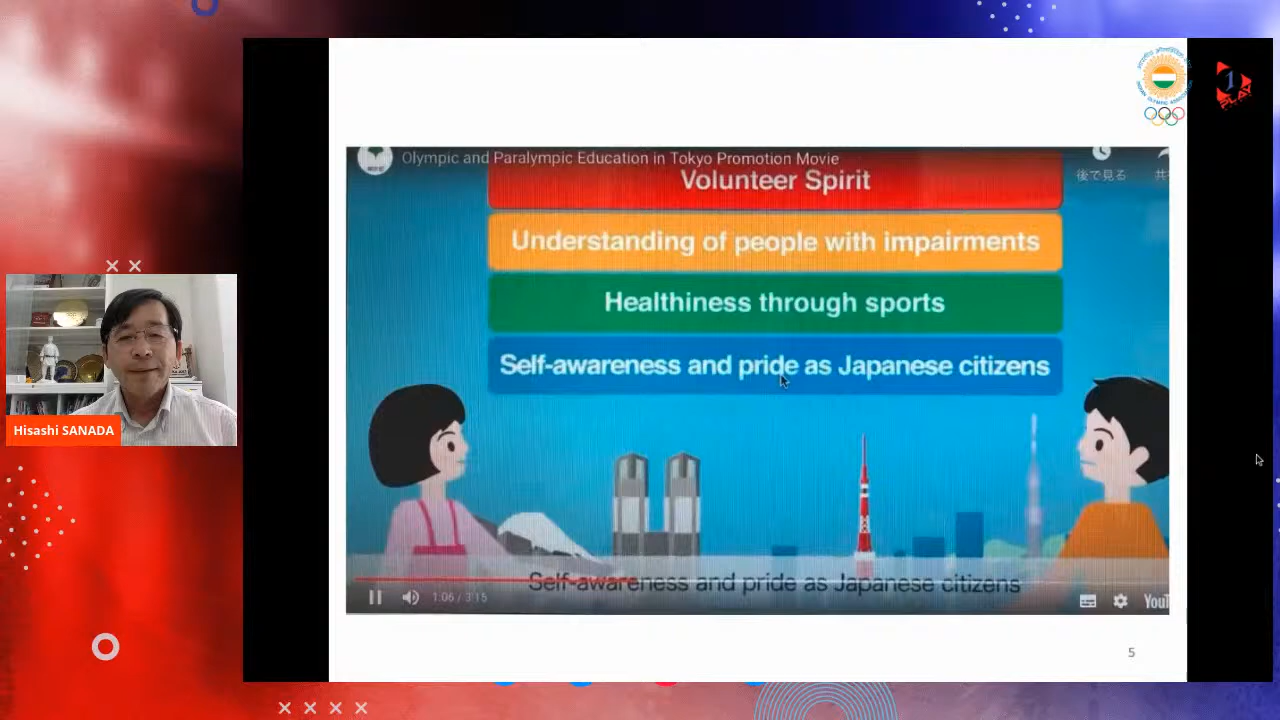 Olympic and Paralympic Education in Tokyo Promotion Movie
後で見る
Volunteer Spirit
Understanding of people with impairments
Healthiness through sports
Self-awareness and pride as Japanese citizens
Self-awareness and pride as Japanese citizens
1:06 / 3:15
Hisashi SANADA
1
PLAY
5